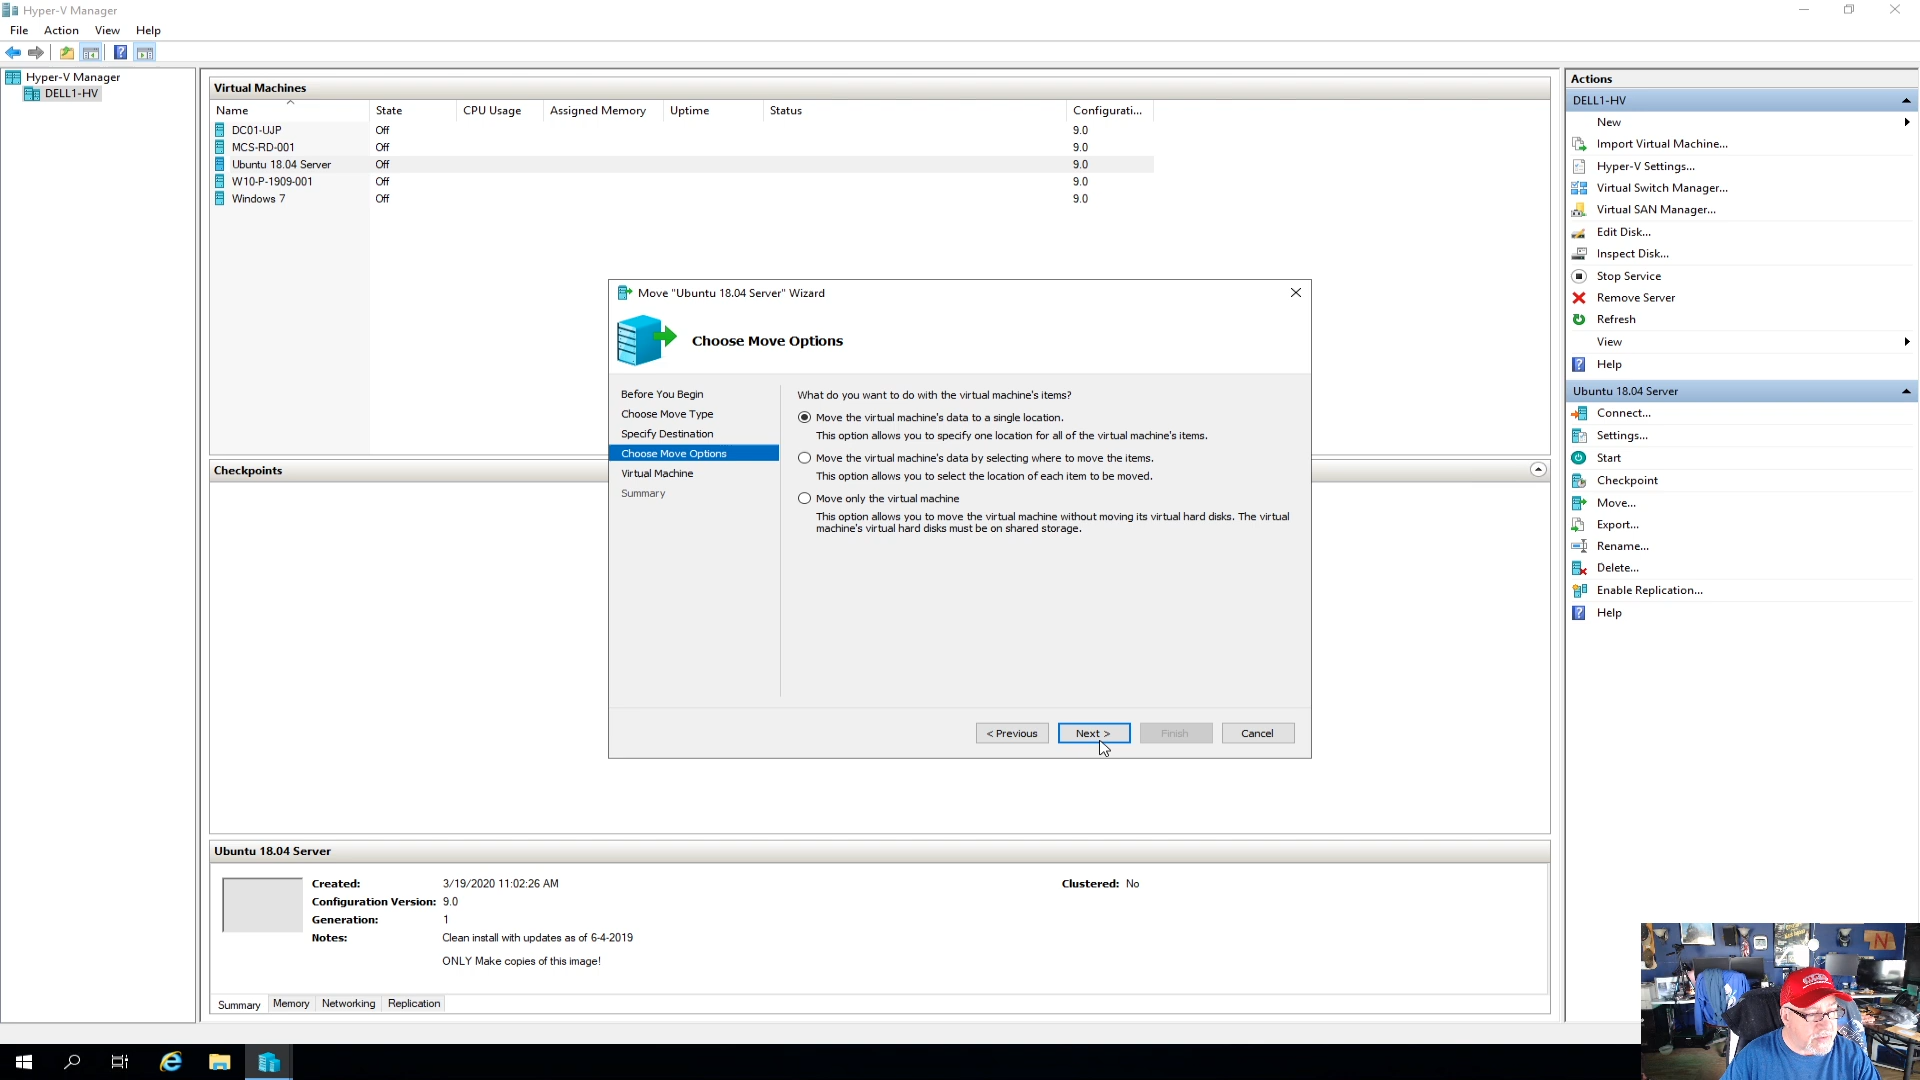 Hyper-V Manager
File Action View Help
Hyper-V Manager
DELL1-HV
Virtual Machines
Name State CPU Usage Assigned Memory Uptime Status Configurati...
DC01-UJP Off 9.0
MCS-RD-001 Off 9.0
Ubuntu 18.04 Server Off 9.0
W10-P-1909-001 Off 9.0
Windows 7 Off 9.0
Move "Ubuntu 18.04 Server" Wizard
Choose Move Options
Before You Begin
Choose Move Type
Specify Destination
Choose Move Options
Virtual Machine
Summary
What do you want to do with the virtual machine's items?
Move the virtual machine's data to a single location.
This option allows you to specify one location for all of the virtual machine's items.
Move the virtual machine's data by selecting where to move the items.
This option allows you to select the location of each item to be moved.
Move only the virtual machine
This option allows you to move the virtual machine without moving its virtual hard disks. The virtual
machine's virtual hard disks must be on shared storage.
< Previous Next > Finish Cancel
Checkpoints
Ubuntu 18.04 Server
Created: 3/19/2020 11:02:26 AM Clustered: No
Configuration Version: 9.0
Generation: 1
Notes: Clean install with updates as of 6-4-2019
ONLY Make copies of this image!
Summary Memory Networking Replication
Actions
DELL1-HV
New
Import Virtual Machine...
Hyper-V Settings...
Virtual Switch Manager...
Virtual SAN Manager...
Edit Disk...
Inspect Disk...
Stop Service
Remove Server
Refresh
View
Help
Ubuntu 18.04 Server
Connect...
Settings...
Start
Checkpoint
Move...
Export...
Rename...
Delete...
Enable Replication...
Help
N